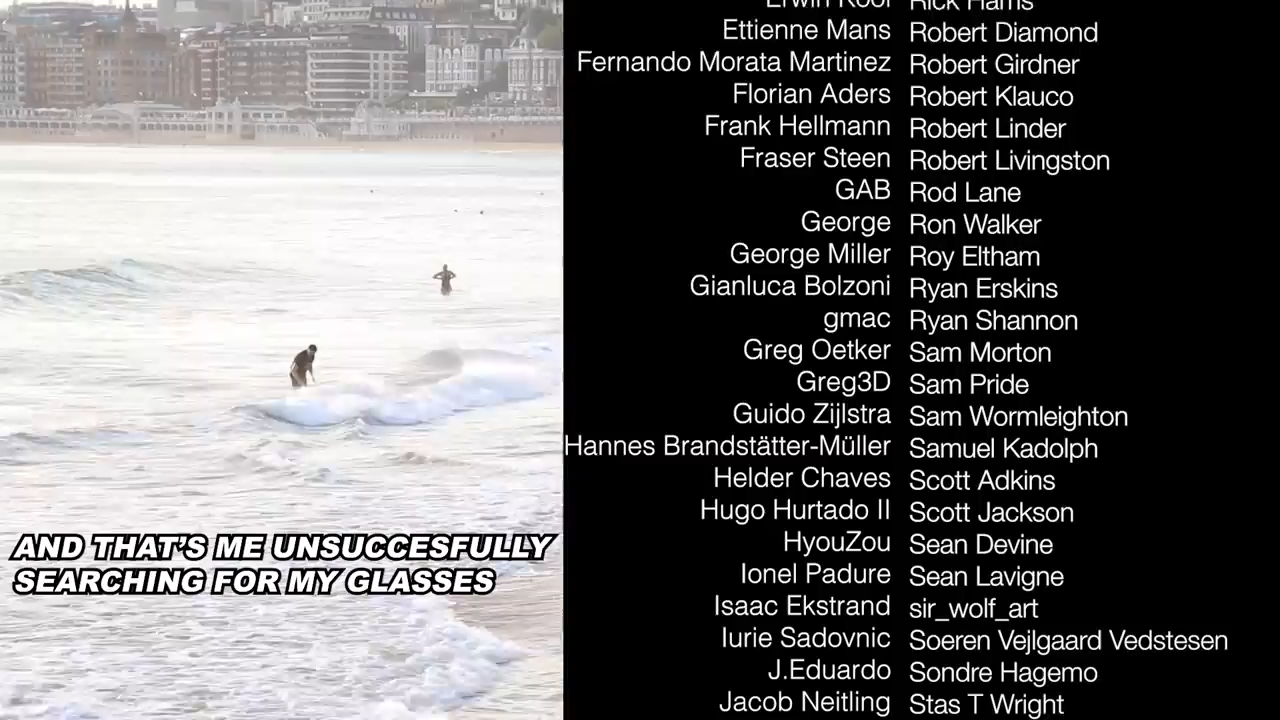 AND THAT'S ME UNSUCCESFULLY
SEARCHING FOR MY GLASSES
Erwin Kooi
Ettienne Mans
Fernando Morata Martinez
Florian Aders
Frank Hellmann
Fraser Steen
GAB
George
George Miller
Gianluca Bolzoni
gmac
Greg Oetker
Greg3D
Guido Zijlstra
Hannes Brandstätter-Müller
Helder Chaves
Hugo Hurtado II
HyouZou
Ionel Padure
Isaac Ekstrand
Iurie Sadovnic
J.Eduardo
Jacob Neitling
Rick Harris
Robert Diamond
Robert Girdner
Robert Klauco
Robert Linder
Robert Livingston
Rod Lane
Ron Walker
Roy Eltham
Ryan Erskins
Ryan Shannon
Sam Morton
Sam Pride
Sam Wormleighton
Samuel Kadolph
Scott Adkins
Scott Jackson
Sean Devine
Sean Lavigne
sir_wolf_art
Soeren Vejlgaard Vedstesen
Sondre Hagemo
Stas T Wright